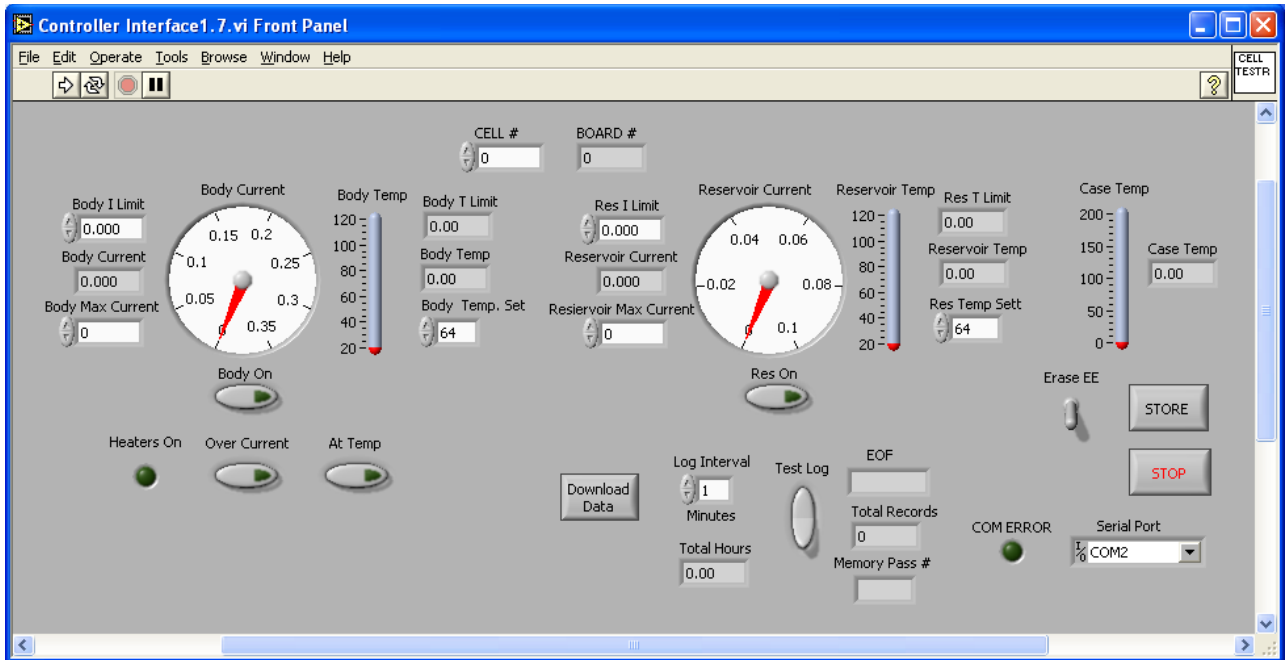 Controller Interface1.7.vi Front Panel
File Edit Operate Tools Browse Window Help
CELL
TESTR
CELL #
0
BOARD #
0
Body I Limit
0.000
Body Current
0.000
Body Max Current
0
Body Current
0
0.05
0.1
0.15
0.2
0.25
0.3
0.35
Body On
Body Temp
120
100
80
60
40
20
Body T Limit
0.00
Body Temp
0.00
Body Temp. Set
64
Res I Limit
0.000
Reservoir Current
0.000
Resiervoir Max Current
0
Reservoir Current
0
0.02
0.04
0.06
0.08
0.1
Res On
Reservoir Temp
120
100
80
60
40
20
Res T Limit
0.00
Reservoir Temp
0.00
Res Temp Sett
64
Case Temp
200
150
100
50
0
Case Temp
0.00
Heaters On
Over Current
At Temp
Erase EE
STORE
STOP
Download
Data
Log Interval
1
Minutes
Total Hours
0.00
Test Log
EOF
Total Records
0
Memory Pass #
COM ERROR
Serial Port
I/O COM2